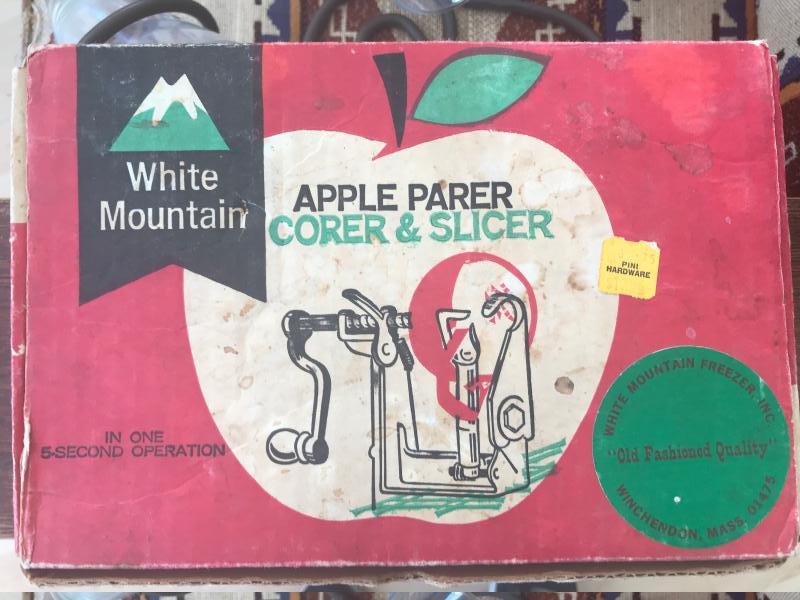 White
Mountain
APPLE PARER
CORER & SLICER
PINI
HARDWARE
IN ONE
5-SECOND OPERATION
WHITE MOUNTAIN FREEZER, INC.
"Old Fashioned Quality"
WINCHENDON, MASS. 01475